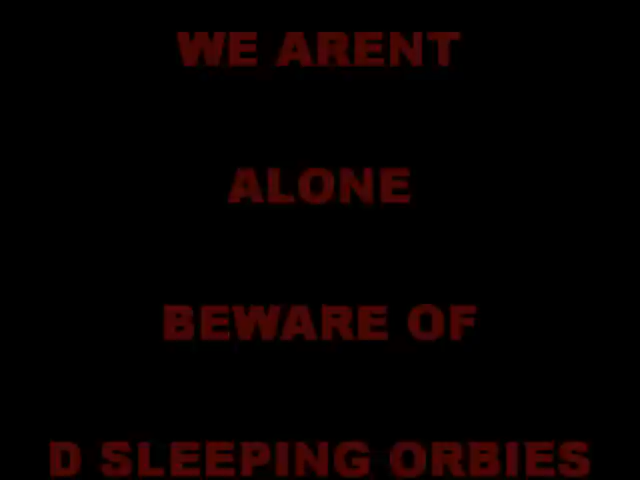 WE ARENT
ALONE
BEWARE OF
D SLEEPING ORBIES